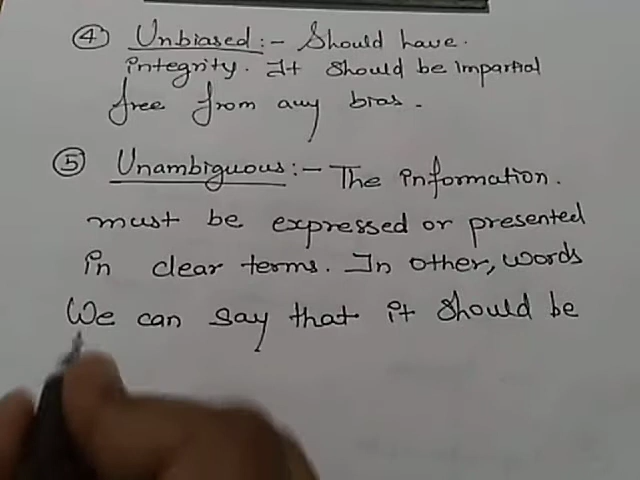 ④ Unbiased :- Should have.
integrity. It should be impartial
free from any bias.
⑤ Unambiguous :- The information.
must be expressed or presented
in clear terms. In other, words
We can say that it should be